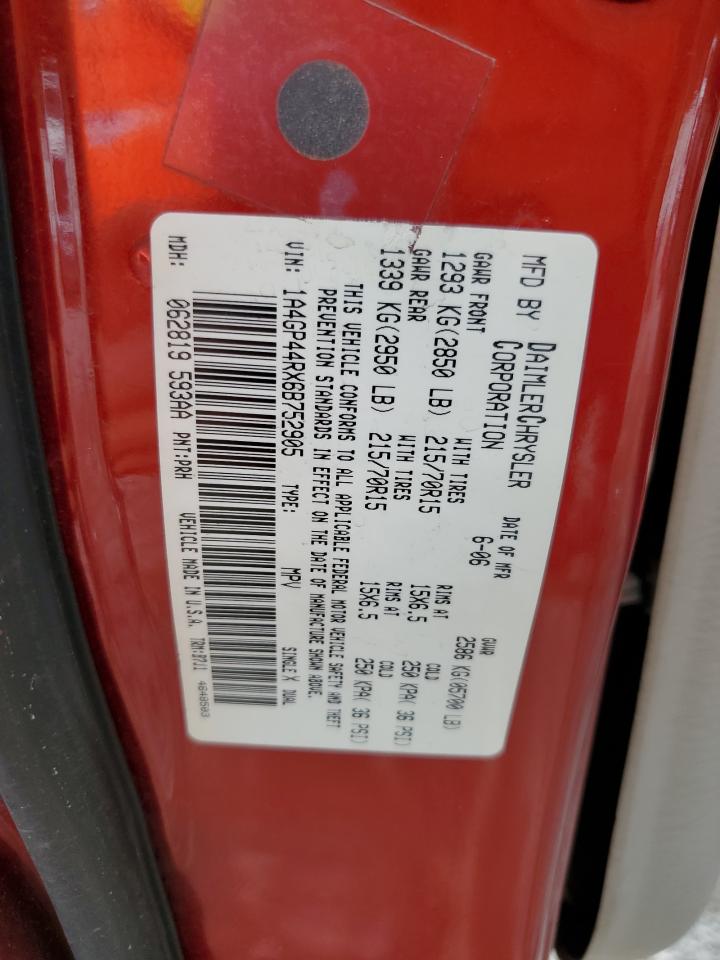 MFD BY DAIMLERCHRYSLER CORPORATION
DATE OF MFR 6-06
GVWR 2586 KG(05700 LB)
GAWR FRONT WITH TIRES RIMS AT COLD
1293 KG(2850 LB) 215/70R15 15X6.5 250 KPA( 36 PSI)
GAWR REAR WITH TIRES RIMS AT COLD
1339 KG(2950 LB) 215/70R15 15X6.5 250 KPA( 36 PSI)
THIS VEHICLE CONFORMS TO ALL APPLICABLE FEDERAL MOTOR VEHICLE SAFETY AND THEFT
PREVENTION STANDARDS IN EFFECT ON THE DATE OF MANUFACTURE SHOWN ABOVE.
VIN: 1A4GP44RX6B752905 TYPE: MPV SINGLE X DUAL
MDH: 062819 593AA PNT:PRH VEHICLE MADE IN U.S.A. TRM:B7J1 4648503